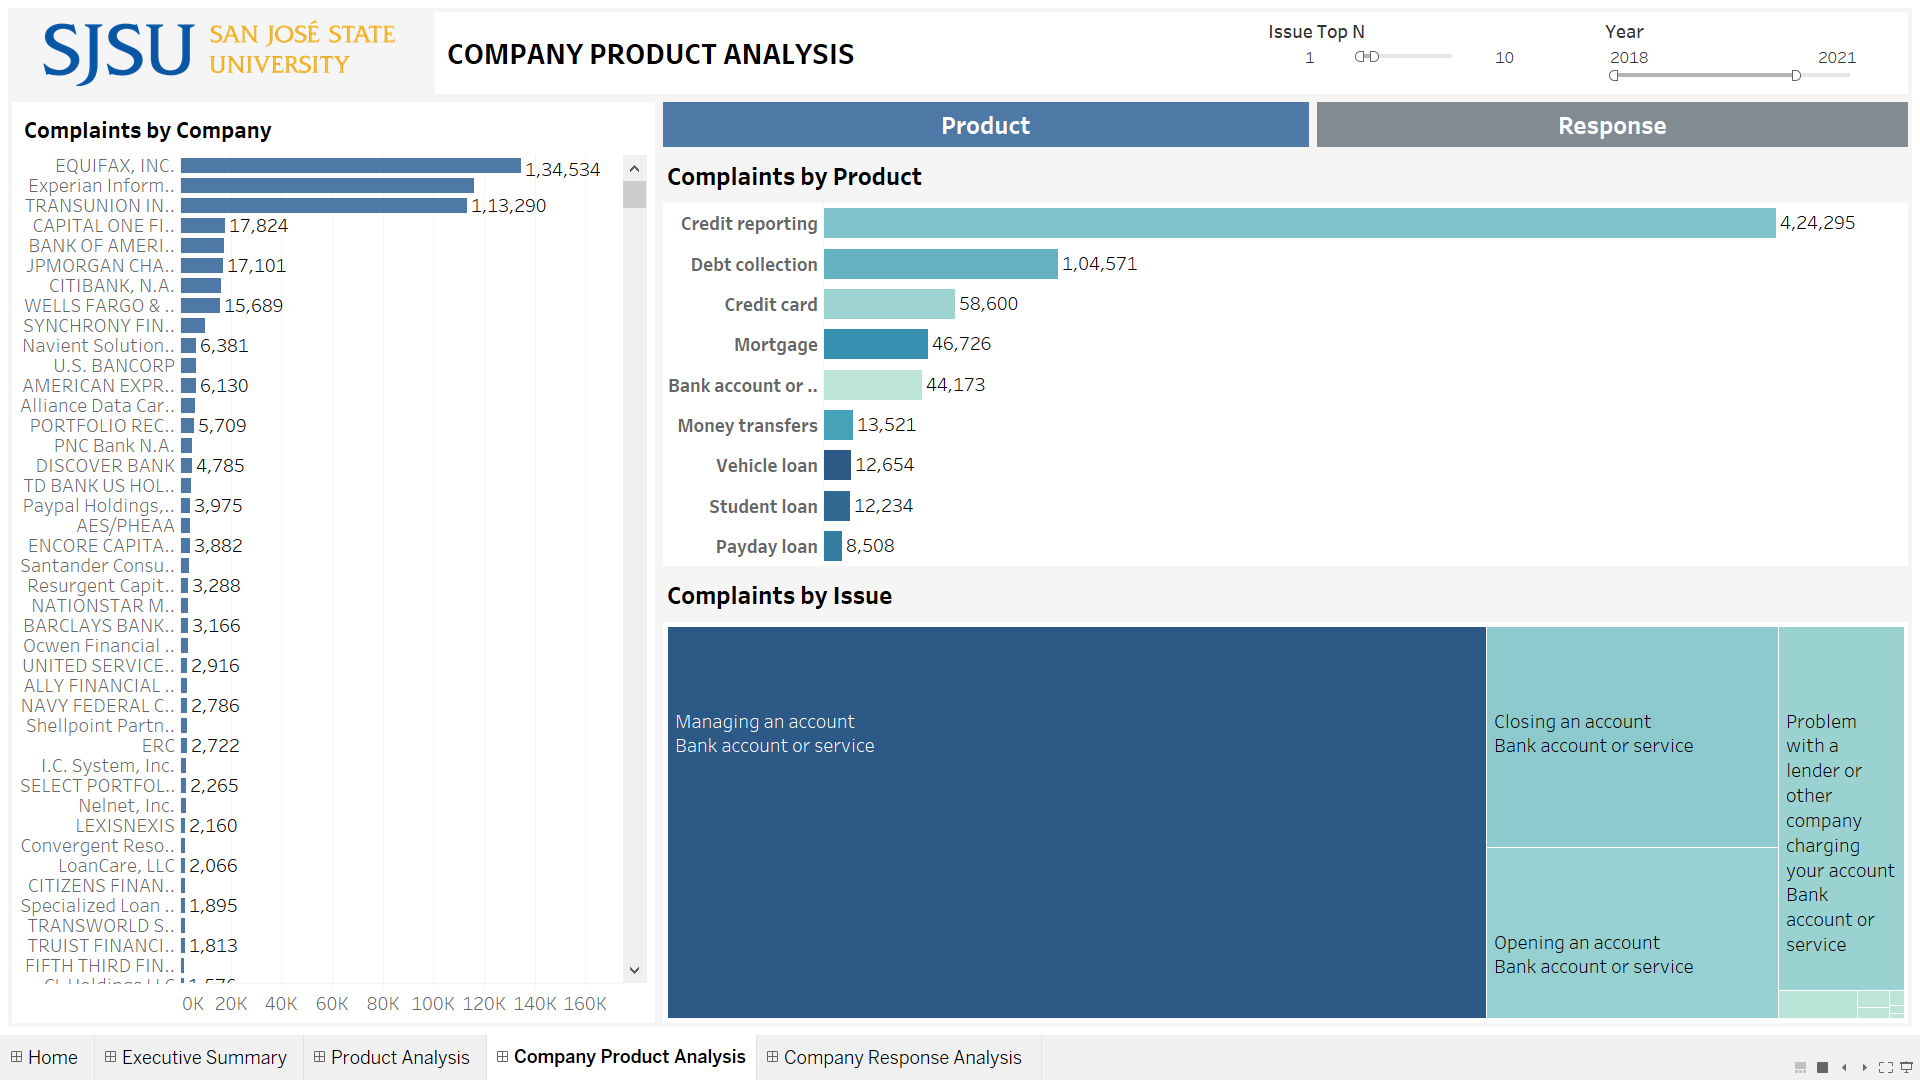 SJSU SAN JOSÉ STATE
UNIVERSITY
COMPANY PRODUCT ANALYSIS
Issue Top N
1
10
Year
2018
2021
Complaints by Company
EQUIFAX, INC. 1,34,534
Experian Inform..
TRANSUNION IN.. 1,13,290
CAPITAL ONE FI.. 17,824
BANK OF AMERI..
JPMORGAN CHA.. 17,101
CITIBANK, N.A.
WELLS FARGO & .. 15,689
SYNCHRONY FIN..
Navient Solution.. 6,381
U.S. BANCORP
AMERICAN EXPR.. 6,130
Alliance Data Car..
PORTFOLIO REC.. 5,709
PNC Bank N.A.
DISCOVER BANK 4,785
TD BANK US HOL..
Paypal Holdings,.. 3,975
AES/PHEAA
ENCORE CAPITA.. 3,882
Santander Consu..
Resurgent Capit.. 3,288
NATIONSTAR M..
BARCLAYS BANK.. 3,166
Ocwen Financial ..
UNITED SERVICE.. 2,916
ALLY FINANCIAL ..
NAVY FEDERAL C.. 2,786
Shellpoint Partn..
ERC 2,722
I.C. System, Inc.
SELECT PORTFOL.. 2,265
Nelnet, Inc.
LEXISNEXIS 2,160
Convergent Reso..
LoanCare, LLC 2,066
CITIZENS FINAN..
Specialized Loan .. 1,895
TRANSWORLD S..
TRUIST FINANCI.. 1,813
FIFTH THIRD FIN..
0K 20K 40K 60K 80K 100K 120K 140K 160K
Product
Response
Complaints by Product
Credit reporting 4,24,295
Debt collection 1,04,571
Credit card 58,600
Mortgage 46,726
Bank account or .. 44,173
Money transfers 13,521
Vehicle loan 12,654
Student loan 12,234
Payday loan 8,508
Complaints by Issue
Managing an account
Bank account or service
Closing an account
Bank account or service
Opening an account
Bank account or service
Problem
with a
lender or
other
company
charging
your account
Bank
account or
service
Home
Executive Summary
Product Analysis
Company Product Analysis
Company Response Analysis